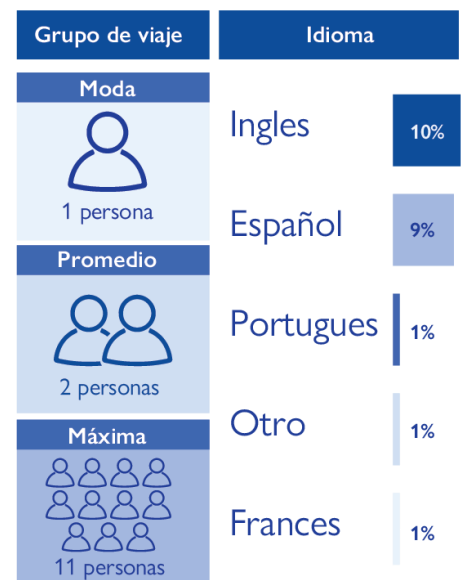 Grupo de viaje
Moda
1 persona
Promedio
2 personas
Máxima
11 personas
Idioma
Ingles 10%
Español 9%
Portugues 1%
Otro 1%
Frances 1%